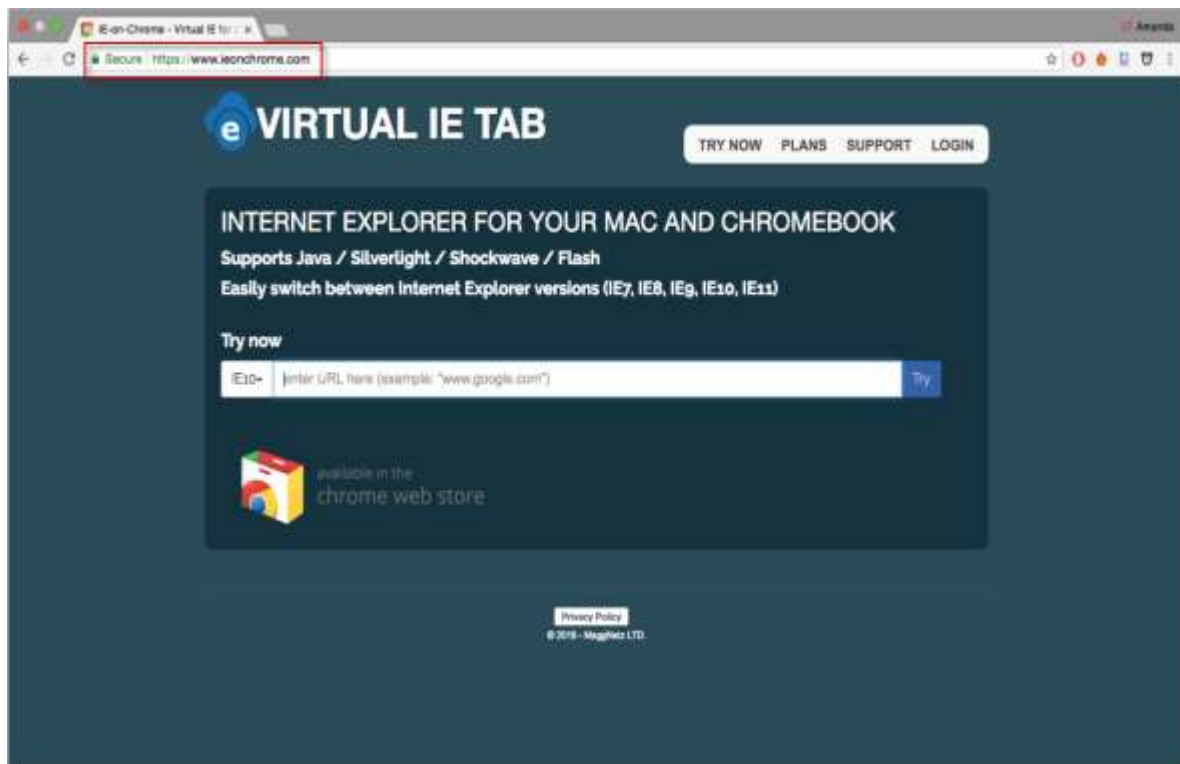 IE-on-Chrome - Virtual IE for
Amanda
Secure https://www.ieonchrome.com
e VIRTUAL IE TAB
TRY NOW PLANS SUPPORT LOGIN
INTERNET EXPLORER FOR YOUR MAC AND CHROMEBOOK
Supports Java / Silverlight / Shockwave / Flash
Easily switch between Internet Explorer versions (IE7, IE8, IE9, IE10, IE11)
Try now
IE10 enter URL here (example: "www.google.com") Try
available in the
chrome web store
Privacy Policy
LTD.